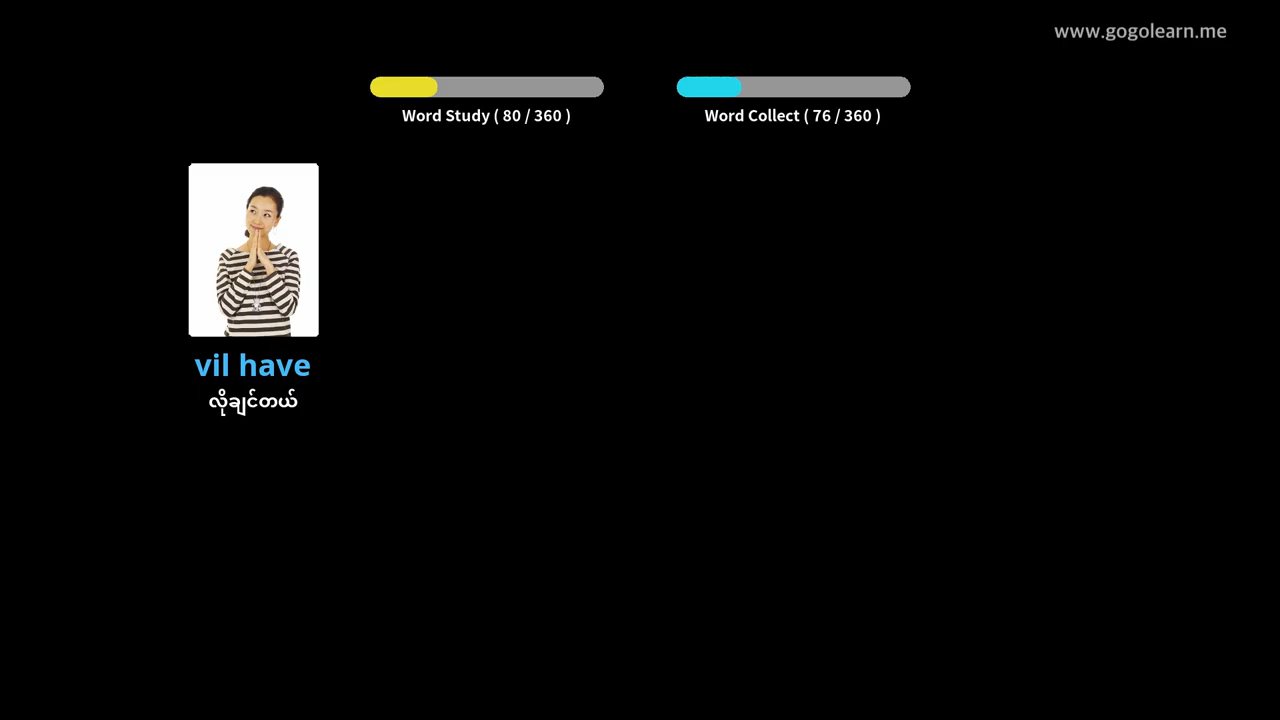 www.gogolearn.me
Word Study ( 80 / 360 )
Word Collect ( 76 / 360 )
vil have
လိုချင်တယ်